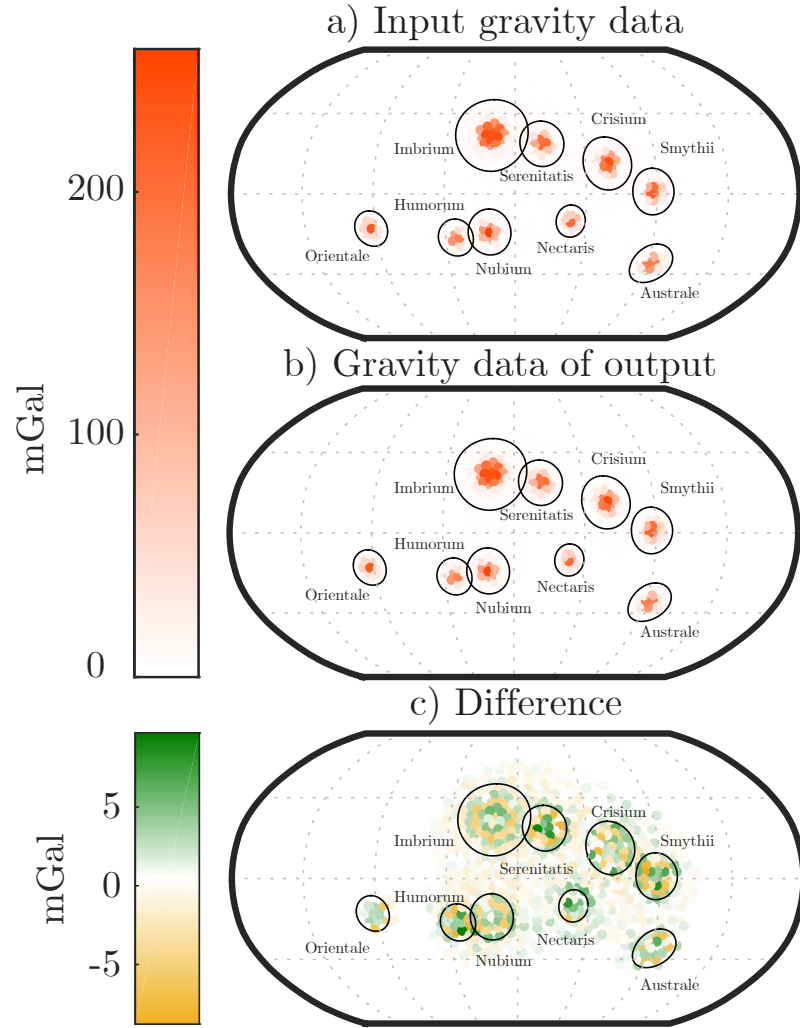 a) Input gravity data
Crisium
Smythii
Imbrium
Serenitatis
Humorum
Orientale
Nubium
Nectaris
Australe
200
100
0
mGal
b) Gravity data of output
Crisium
Smythii
Imbrium
Serenitatis
Humorum
Orientale
Nubium
Nectaris
Australe
c) Difference
5
0
-5
mGal
Crisium
Smythii
Imbrium
Serenitatis
Humorum
Orientale
Nubium
Nectaris
Australe